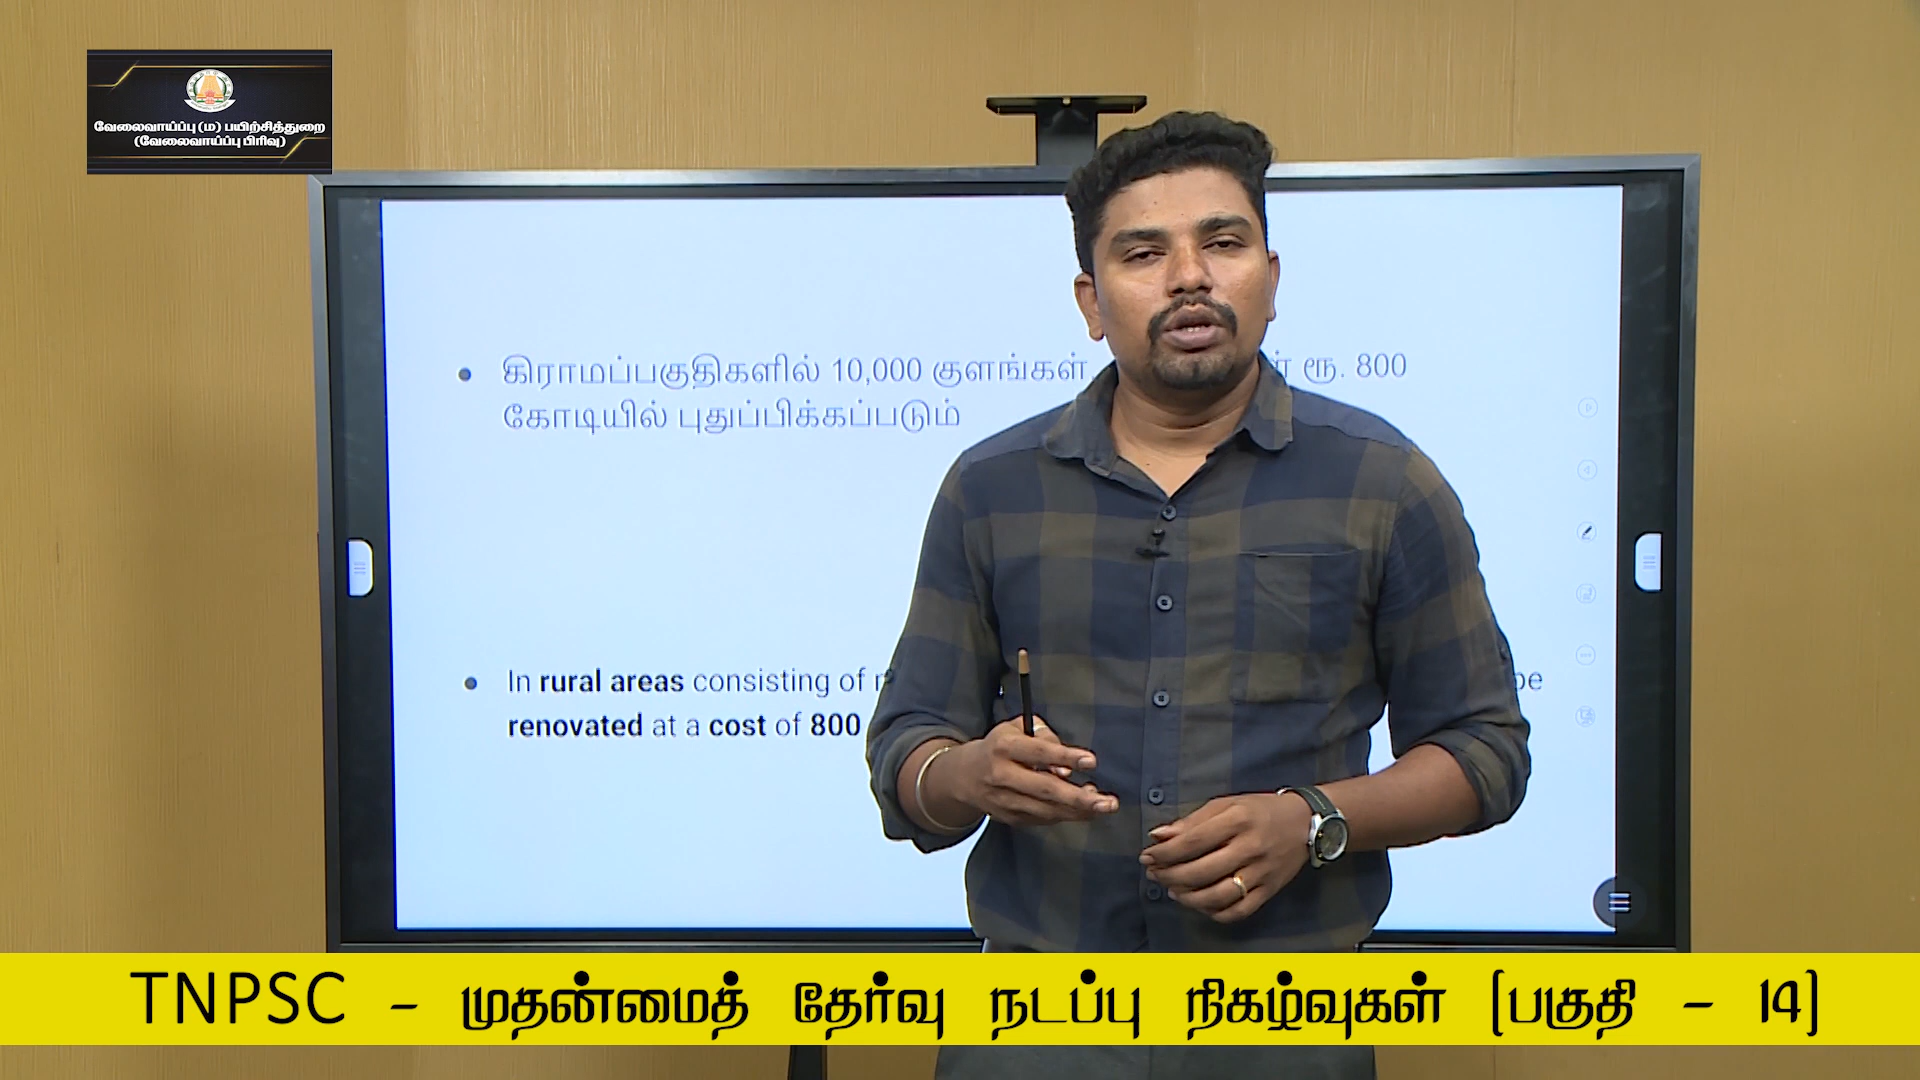 வேலைவாய்ப்பு (ம) பயிற்சித்துறை
(வேலைவாய்ப்பு பிரிவு)
கிராமப்பகுதிகளில் 10,000 குளங்கள், ரூ. 800
கோடியில் புதுப்பிக்கப்படும்
In rural areas consisting of be
renovated at a cost of 800
TNPSC - முதன்மைத் தேர்வு நடப்பு நிகழ்வுகள் (பகுதி - 14)